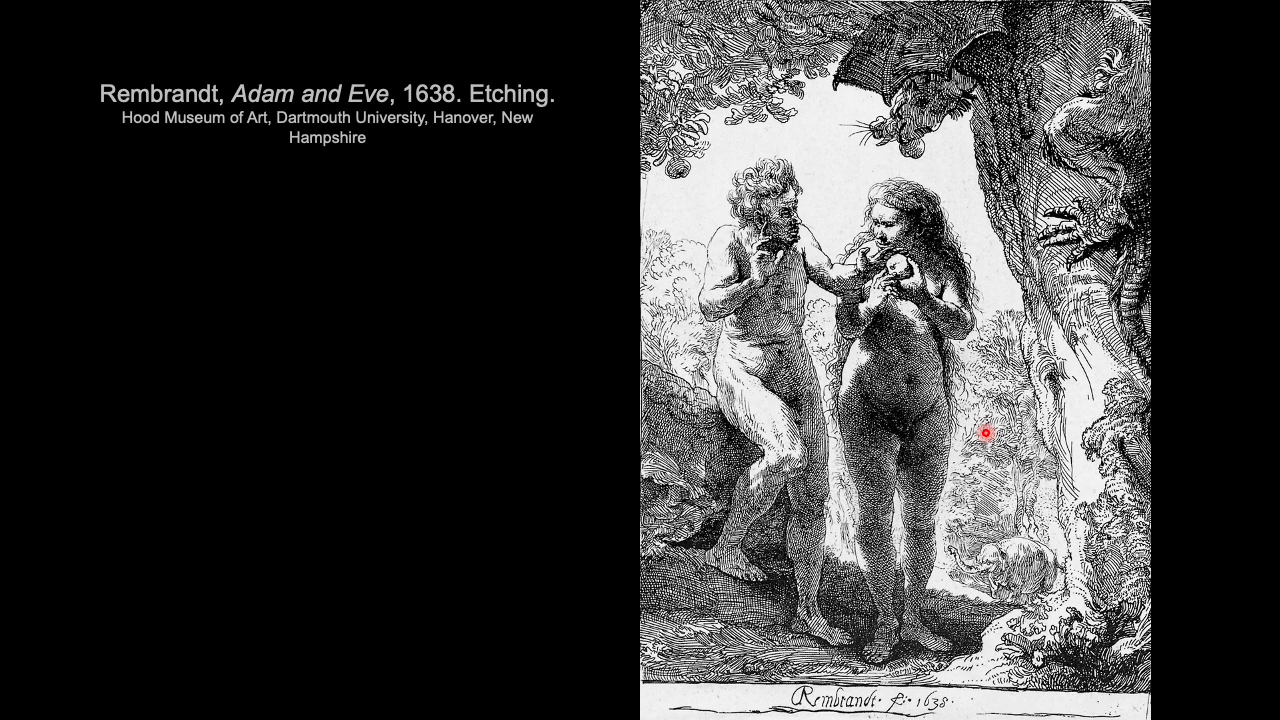 Rembrandt, Adam and Eve, 1638. Etching.
Hood Museum of Art, Dartmouth University, Hanover, New
Hampshire
Rembrandt. f. 1638.